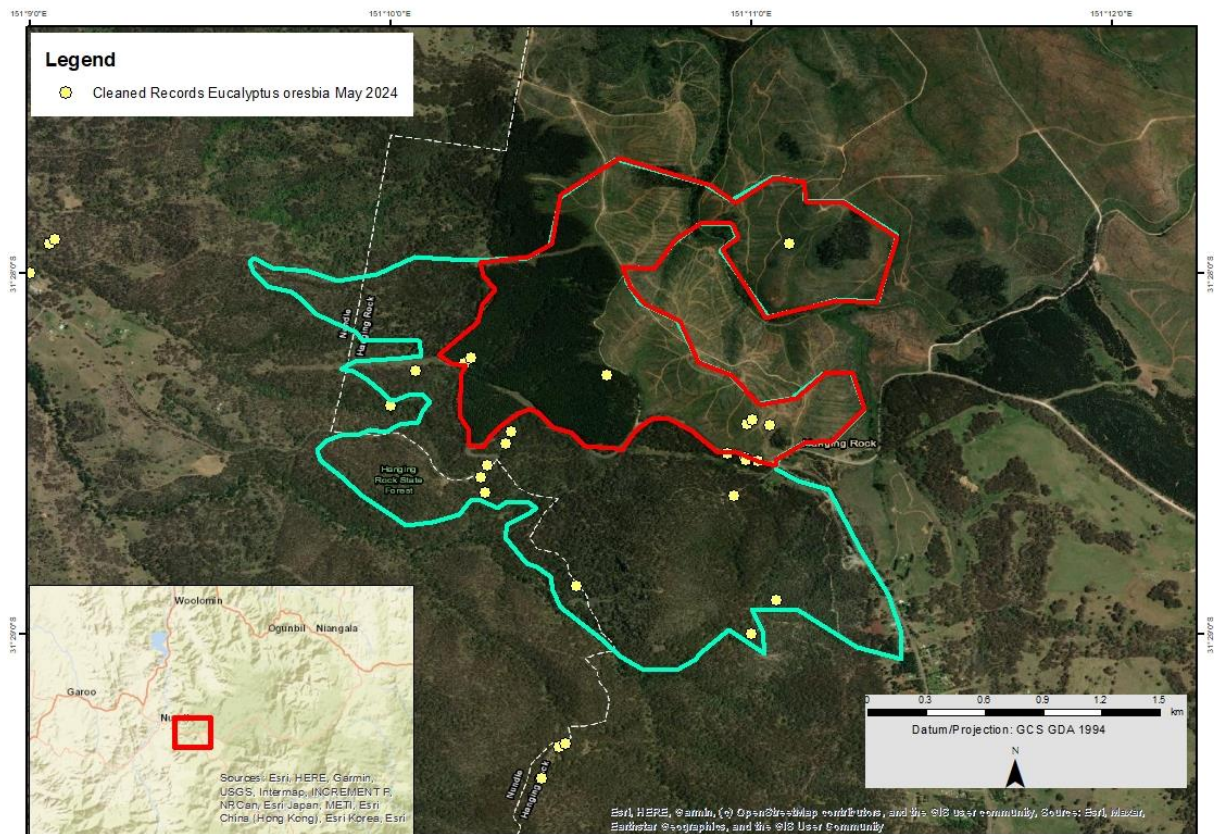 151°9'0"E
151°10'0"E
151°11'0"E
151°12'0"E
Legend
Cleaned Records Eucalyptus oresbia May 2024
31°28'0"S
31°28'0"S
Nundle
Hanging Rock
Hanging Rock
Hanging
Rock State
Forest
31°29'0"S
31°29'0"S
Woolomin
Ogunbil
Niangala
Garoo
Sources: Esri, HERE, Garmin,
USGS, Intermap, INCREMENT P,
NRCan, Esri Japan, METI, Esri
China (Hong Kong), Esri Korea, Esri
Nundle
Hanging Rock
0 0.3 0.6 0.9 1.2 1.5
km
Datum/Projection: GCS GDA 1994
N
Esri, HERE, Garmin, (c) OpenStreetMap contributors, and the GIS user community, Source: Esri, Maxar,
Earthstar Geographics, and the GIS User Community